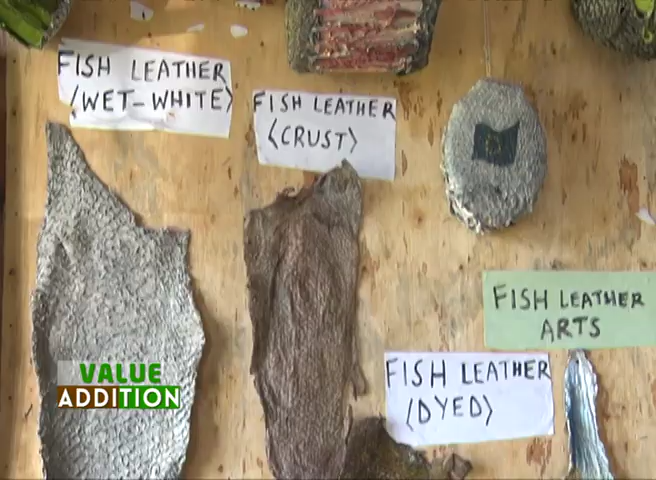 FISH LEATHER
(WET-WHITE)
FISH LEATHER
(CRUST)
FISH LEATHER
ARTS
FISH LEATHER
(DYED)
VALUE
ADDITION